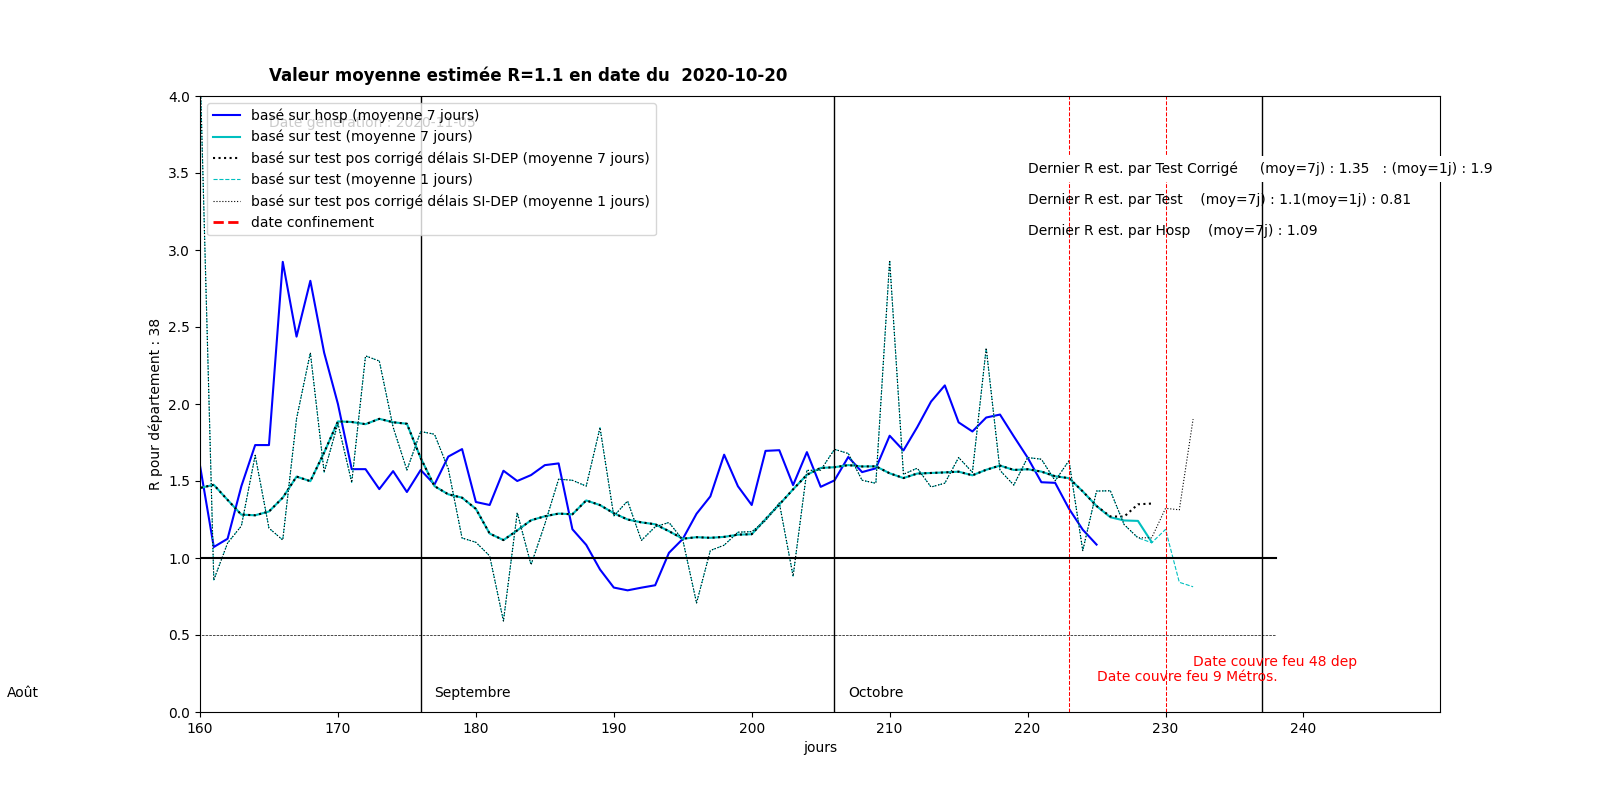 Valeur moyenne estimée R=1.1 en date du  2020-10-20
Date génération : 2020-11-05
basé sur hosp (moyenne 7 jours)
basé sur test (moyenne 7 jours)
basé sur test pos corrigé délais SI-DEP (moyenne 7 jours)
basé sur test (moyenne 1 jours)
basé sur test pos corrigé délais SI-DEP (moyenne 1 jours)
date confinement
Dernier R est. par Test Corrigé     (moy=7j) : 1.35   : (moy=1j) : 1.9
Dernier R est. par Test    (moy=7j) : 1.1(moy=1j) : 0.81
Dernier R est. par Hosp    (moy=7j) : 1.09
4.0
3.5
3.0
2.5
2.0
1.5
1.0
0.5
0.0
R pour département : 38
Date couvre feu 48 dep
Date couvre feu 9 Métros.
Août
Septembre
Octobre
160 170 180 190 200 210 220 230 240
jours